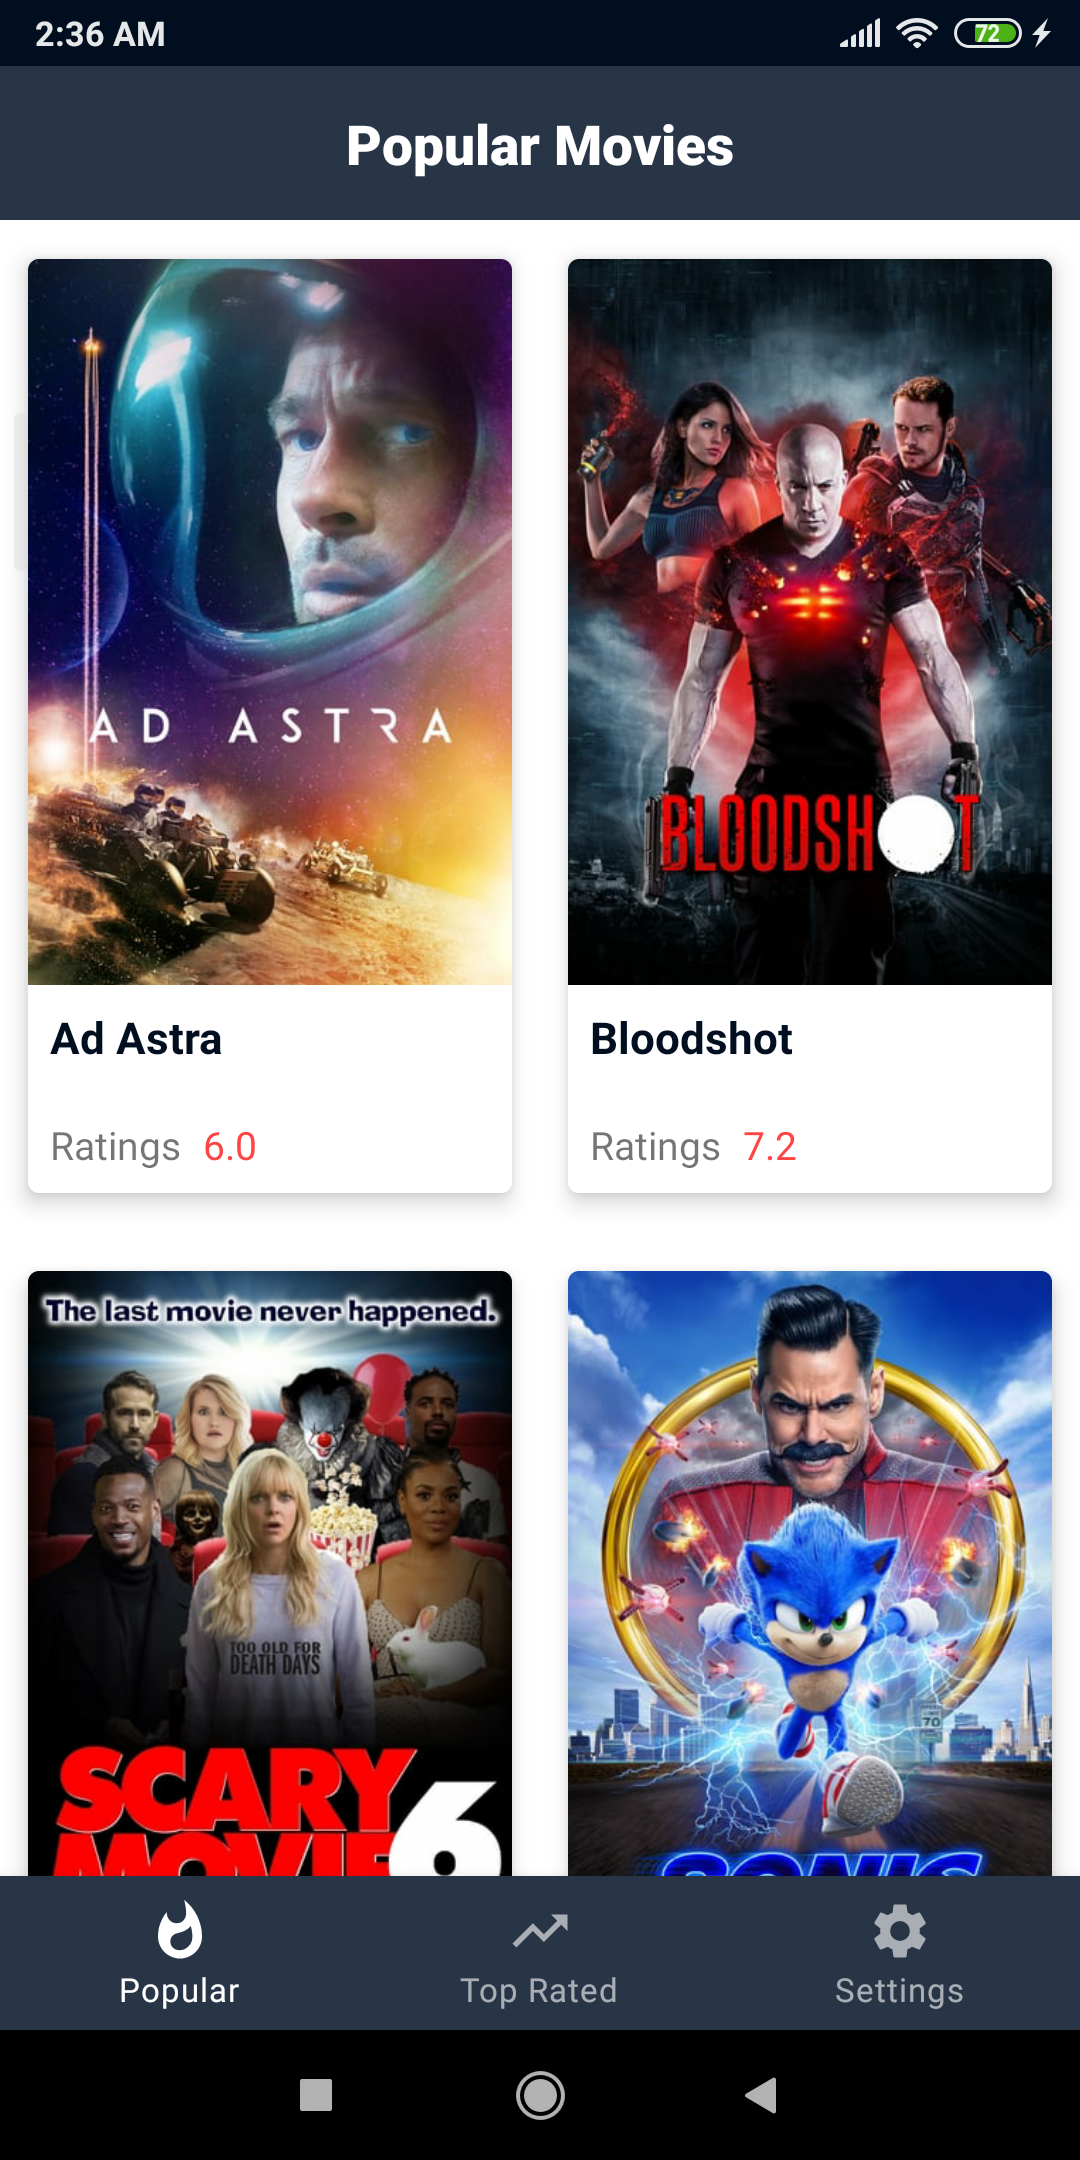 2:36 AM
72
Popular Movies
AD ASTRA
BLOODSHOT
Ad Astra
Bloodshot
Ratings 6.0
Ratings 7.2
The last movie never happened.
TOO OLD FOR
DEATH DAYS
SCARY
MOVIE 6
70
SONIC
Popular
Top Rated
Settings